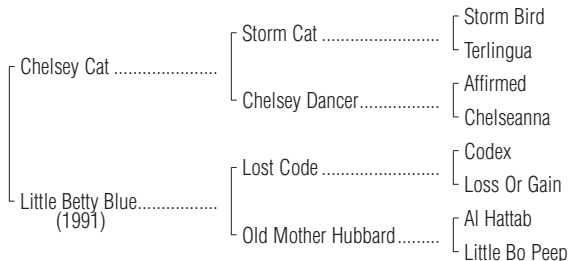 Storm Bird
Storm Cat ..........................
Terlingua
Chelsey Cat .......................
Affirmed
Chelsey Dancer.................
Chelseanna
Codex
Lost Code .........................
Loss Or Gain
Little Betty Blue.................
(1991)
Al Hattab
Old Mother Hubbard.........
Little Bo Peep